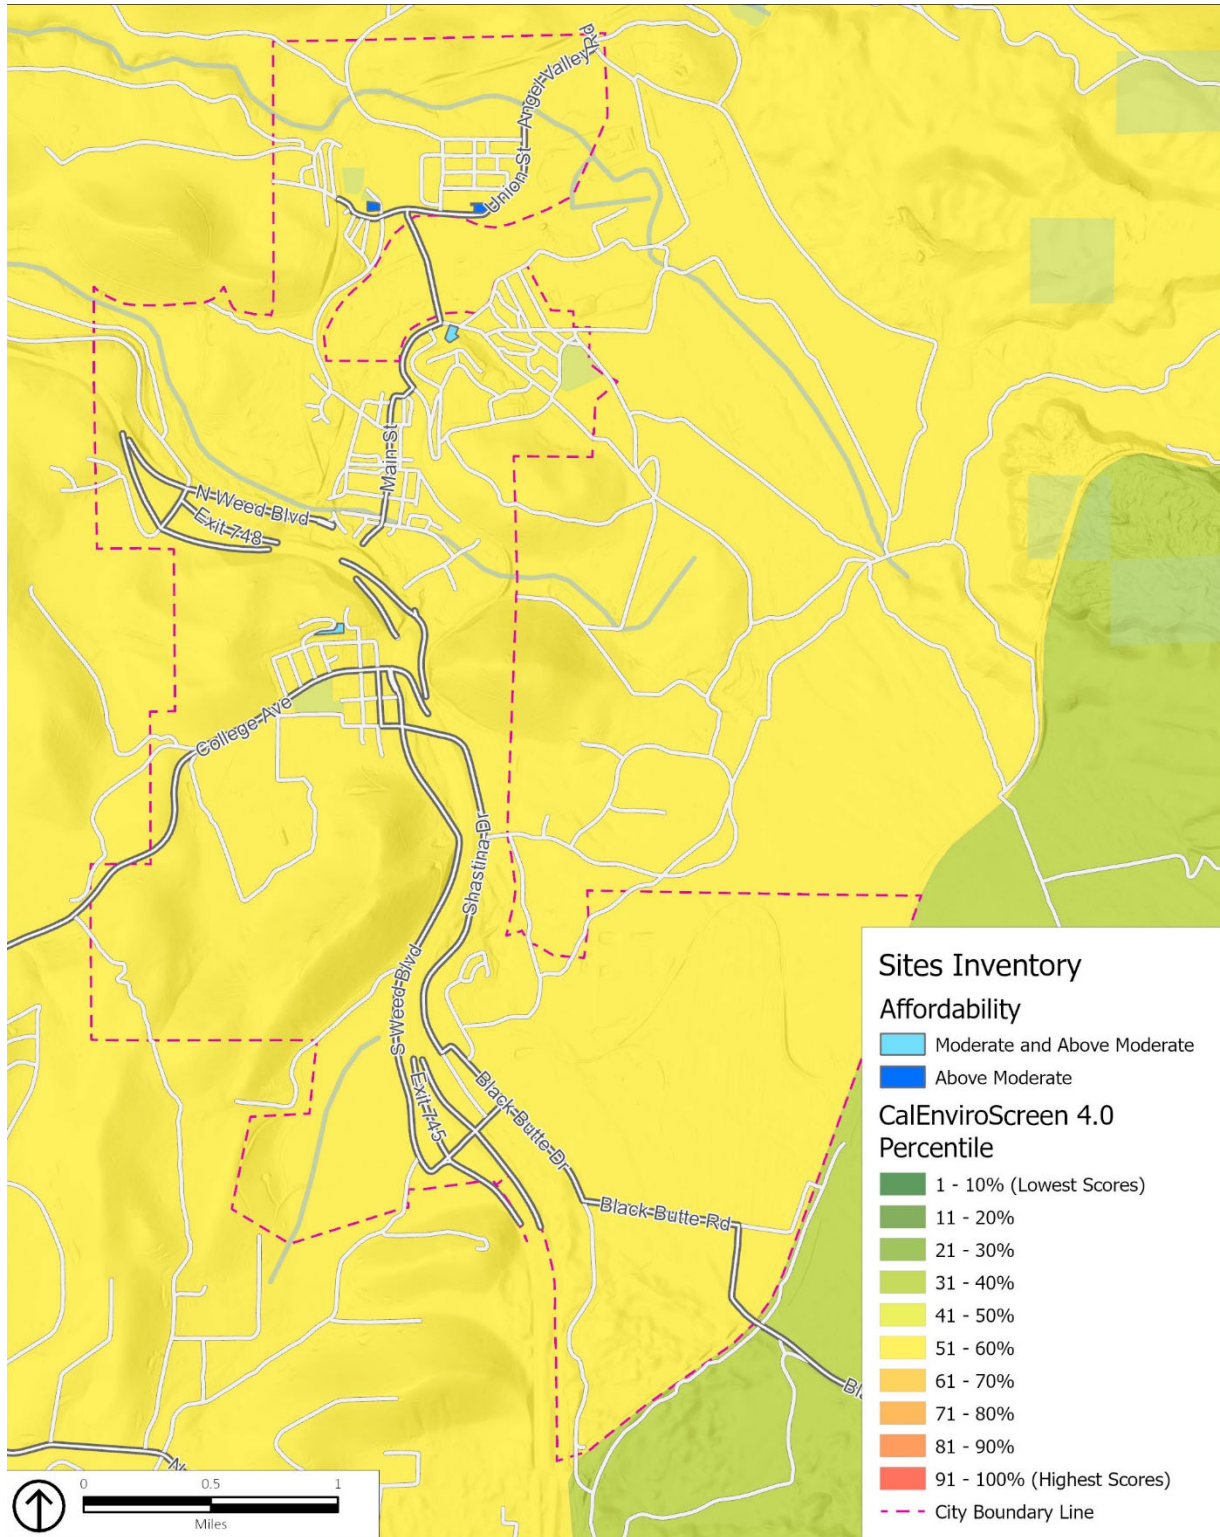 Angel Valley Rd
Union St
Main St
N Weed Blvd
Exit 748
College Ave
Shastina Dr
S Weed Blvd
Exit 745
Black Butte Dr
Black Butte Rd
Bl
N
Sites Inventory
Affordability
Moderate and Above Moderate
Above Moderate
CalEnviroScreen 4.0
Percentile
1 - 10% (Lowest Scores)
11 - 20%
21 - 30%
31 - 40%
41 - 50%
51 - 60%
61 - 70%
71 - 80%
81 - 90%
91 - 100% (Highest Scores)
City Boundary Line
0 0.5 1
Miles